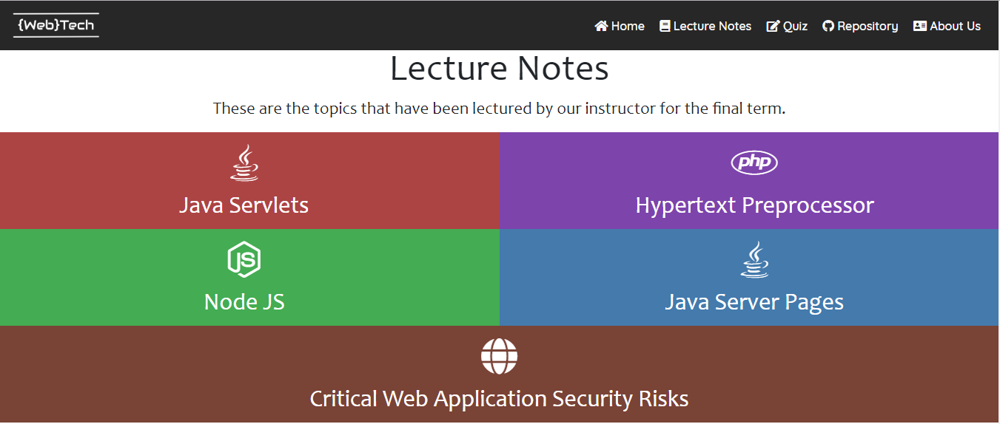 {Web}Tech
Home Lecture Notes Quiz Repository About Us
Lecture Notes
These are the topics that have been lectured by our instructor for the final term.
Java Servlets
php
Hypertext Preprocessor
JS
Node JS
Java Server Pages
Critical Web Application Security Risks